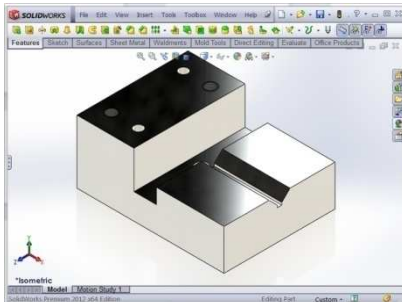 SOLIDWORKS File Edit View Insert Tools Toolbox Window Help
Features Sketch Surfaces Sheet Metal Weldments Mold Tools Direct Editing Evaluate Office Products
*Isometric
Model Motion Study 1
SolidWorks Premium 2012 x64 Edition Editing Part Custom